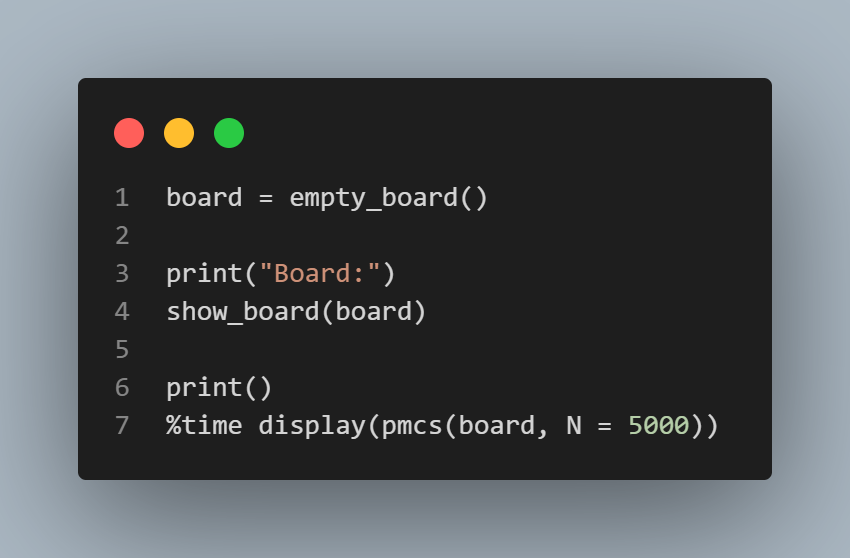 1 board = empty_board()
2
3 print("Board:")
4 show_board(board)
5
6 print()
7 %time display(pmcs(board, N = 5000))